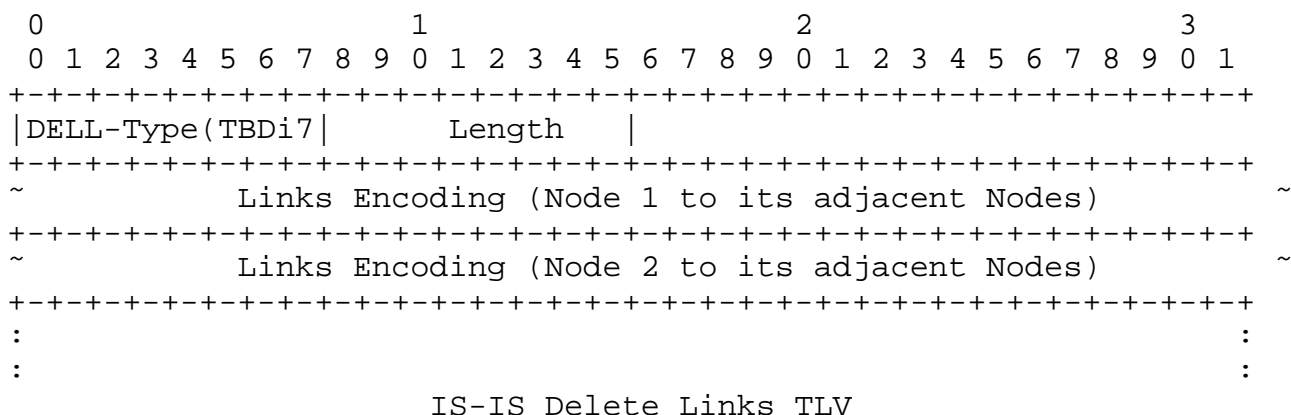 0                   1                   2                   3
 0 1 2 3 4 5 6 7 8 9 0 1 2 3 4 5 6 7 8 9 0 1 2 3 4 5 6 7 8 9 0 1
+-+-+-+-+-+-+-+-+-+-+-+-+-+-+-+-+-+-+-+-+-+-+-+-+-+-+-+-+-+-+-+-+
|DELL-Type(TBDi7|      Length   |
+-+-+-+-+-+-+-+-+-+-+-+-+-+-+-+-+-+-+-+-+-+-+-+-+-+-+-+-+-+-+-+-+
~           Links Encoding (Node 1 to its adjacent Nodes)         ~
+-+-+-+-+-+-+-+-+-+-+-+-+-+-+-+-+-+-+-+-+-+-+-+-+-+-+-+-+-+-+-+-+
~           Links Encoding (Node 2 to its adjacent Nodes)         ~
+-+-+-+-+-+-+-+-+-+-+-+-+-+-+-+-+-+-+-+-+-+-+-+-+-+-+-+-+-+-+-+-+
:                                                               :
:                                                               :
                      IS-IS Delete Links TLV